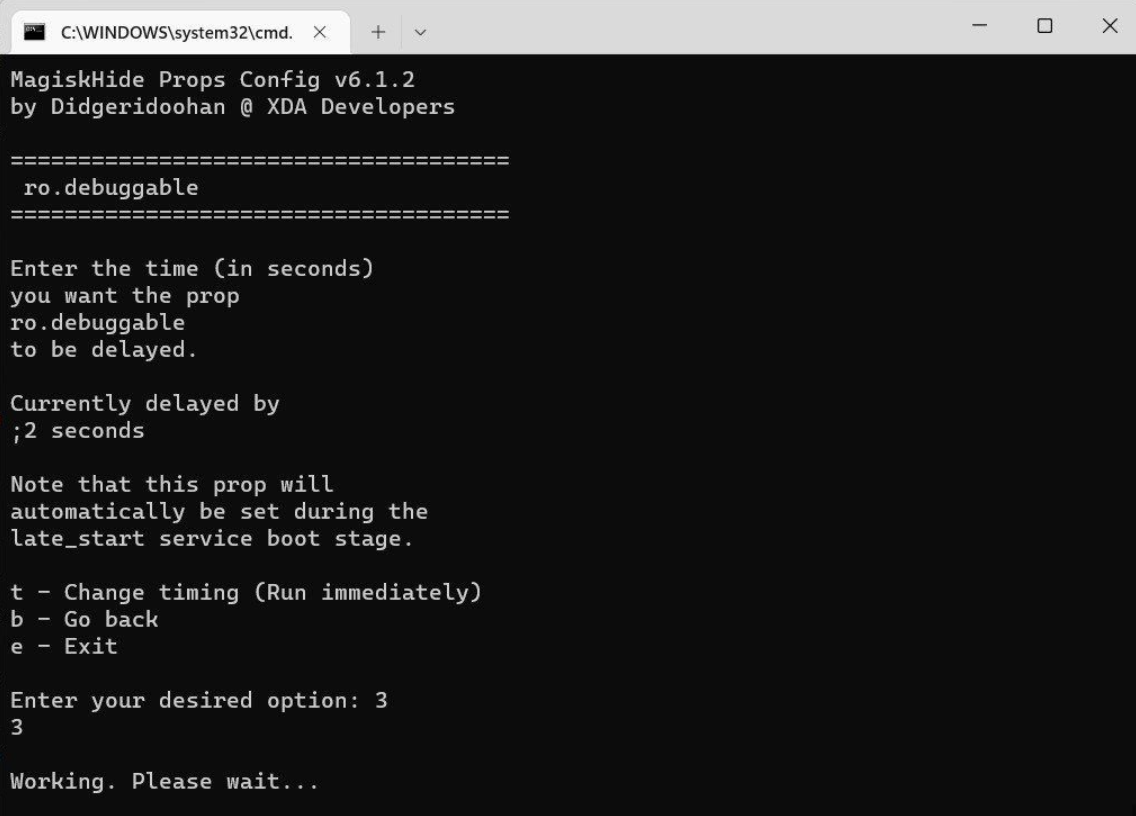 C:\WINDOWS\system32\cmd.
MagiskHide Props Config v6.1.2
by Didgeridoohan @ XDA Developers
=====================================
ro.debuggable
=====================================
Enter the time (in seconds)
you want the prop
ro.debuggable
to be delayed.
Currently delayed by
;2 seconds
Note that this prop will
automatically be set during the
late_start service boot stage.
t - Change timing (Run immediately)
b - Go back
e - Exit
Enter your desired option: 3
3
Working. Please wait...